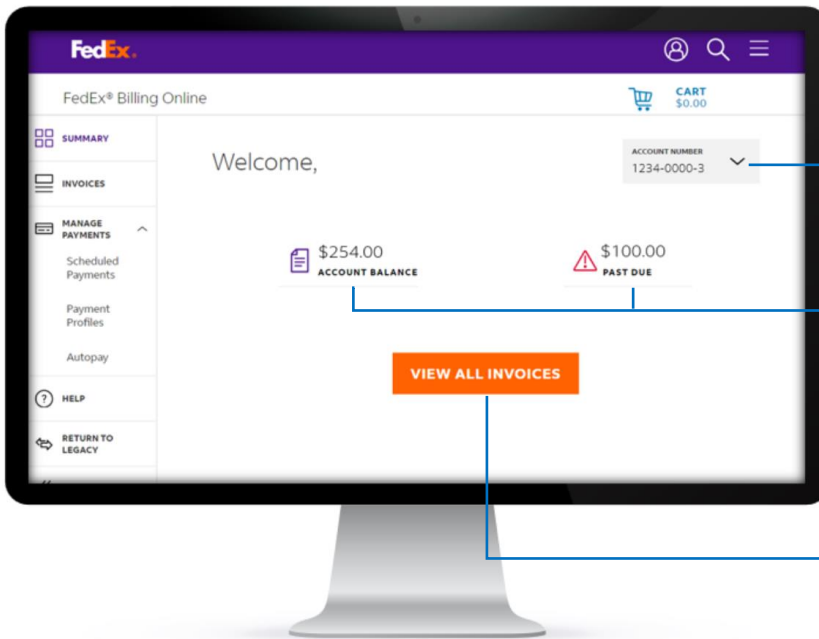 FedEx.
FedEx® Billing Online
CART
$0.00
SUMMARY
INVOICES
MANAGE
PAYMENTS
Scheduled
Payments
Payment
Profiles
Autopay
HELP
RETURN TO
LEGACY
Welcome,
ACCOUNT NUMBER
1234-0000-3
$254.00
ACCOUNT BALANCE
$100.00
PAST DUE
VIEW ALL INVOICES